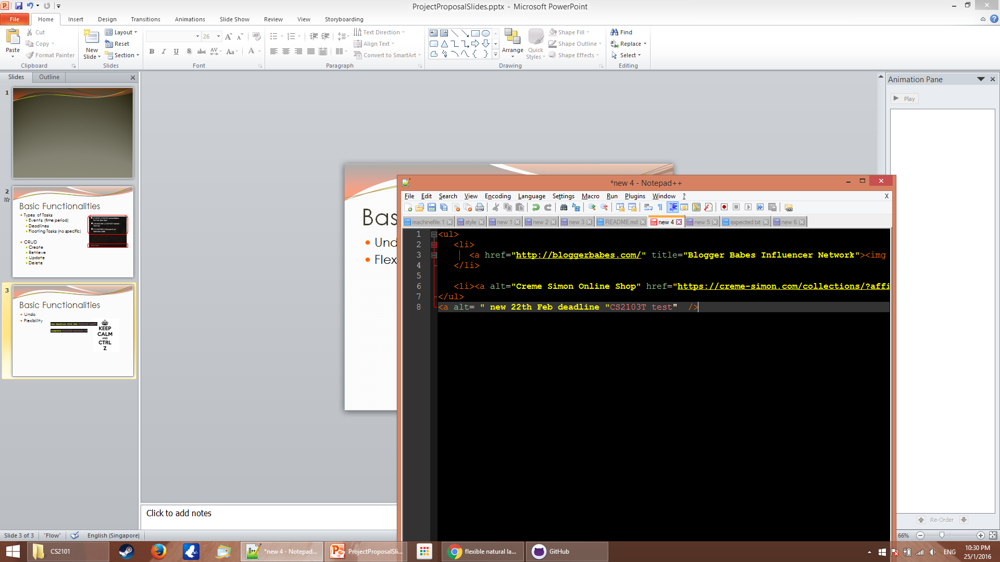 ProjectProposalSlides.pptx - Microsoft PowerPoint
File Home Insert Design Transitions Animations Slide Show Review View Storyboarding
Paste
Cut
Copy
Format Painter
Clipboard
New Slide
Layout
Reset
Section
Slides
26
Font
Text Direction
Align Text
Convert to SmartArt
Paragraph
Arrange
Quick Styles
Shape Fill
Shape Outline
Shape Effects
Drawing
Find
Replace
Select
Editing
Slides Outline
1
2
Basic Functionalities
Types of Tasks
Events (time period)
Deadlines
Floating Tasks (no specific)
CRUD
Create
Retrieve
Update
Delete
3
Basic Functionalities
Undo
Flexibility
new deadline 22th Feb "CS2103T test"
KEEP
CALM
AND
CTRL
Z
Bas
Und
Flex
Animation Pane
Play
Re-Order
*new 4 - Notepad++
File Edit Search View Encoding Language Settings Macro Run Plugins Window ? X
machinefile.1 style new 1 new 2 new 3 README.md new 4 new 5 expected.txt new 6
1 <ul>
2 <li>
3 <a href="http://bloggerbabes.com/" title="Blogger Babes Influencer Network"><img
4 </li>
5
6 <li><a alt="Creme Simon Online Shop" href="https://creme-simon.com/collections/?affi
7 </ul>
8 <a alt= " new 22th Feb deadline "CS2103T test" />
Click to add notes
Slide 3 of 3 "Flow" English (Singapore)
66%
CS2101
*new 4 - Notepad...
ProjectProposalSli...
flexible natural la...
GitHub
ENG
10:30 PM
25/1/2016